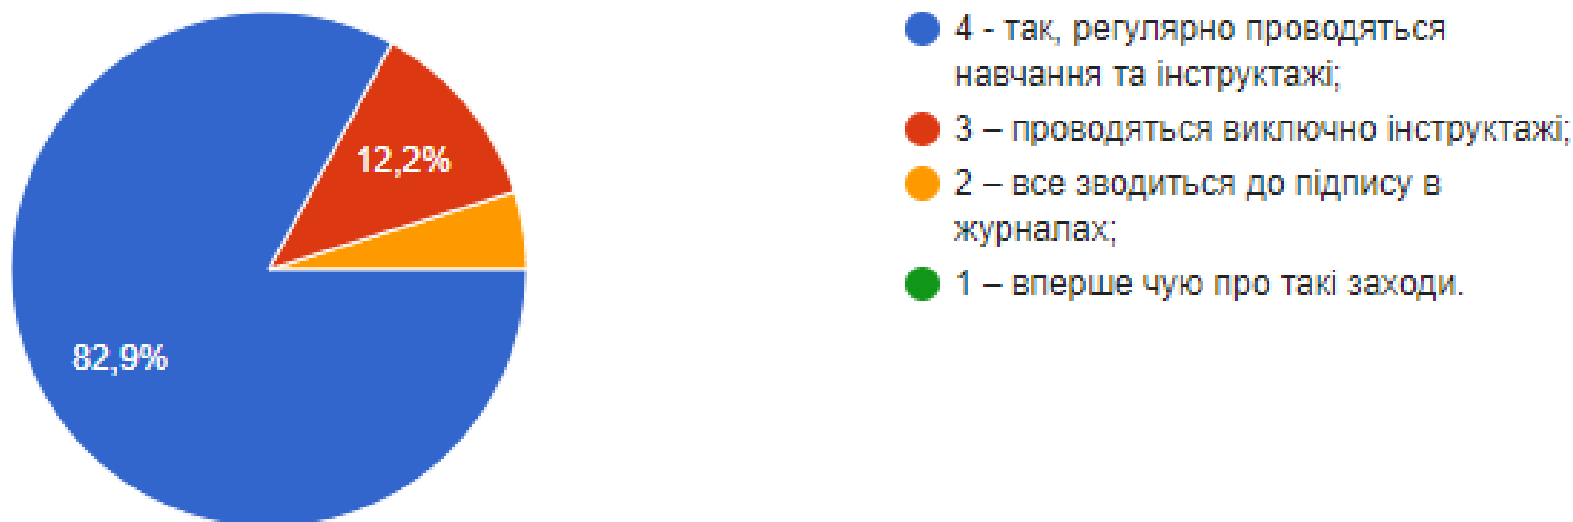 12,2%
82,9%
4 - так, регулярно проводяться
навчання та інструктажі;
3 – проводяться виключно інструктажі;
2 – все зводиться до підпису в
журналах;
1 – вперше чую про такі заходи.